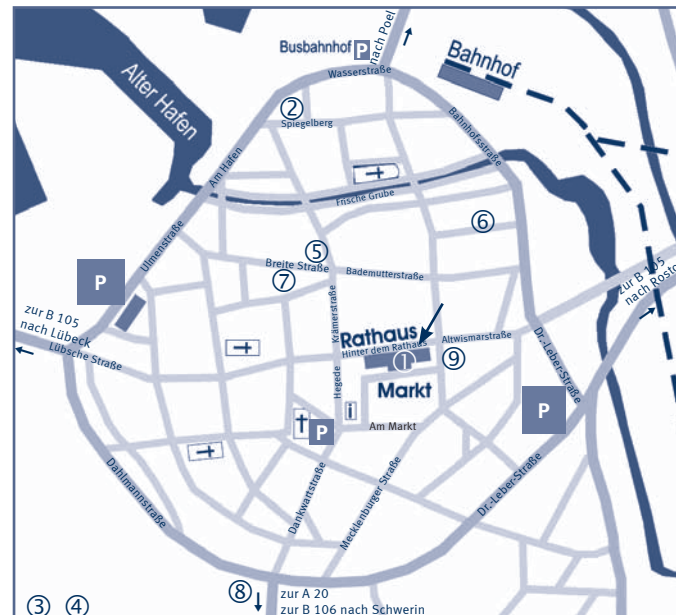 nach Poel
Busbahnhof P
Wasserstraße
Bahnhof
Alter Hafen
②
Spiegelberg
Bahnhofsstraße
Am Hafen
Frische Grube
⑥
Ulmenstraße
⑤
Breite Straße
⑦
Bademutterstraße
P
zur B 105
nach Rosto
zur B 105
nach Lübeck
Lübsche Straße
Krämerstraße
Rathaus
Hinter dem Rathaus
①
Altwismarstraße
⑨
Dr.-Leber-Straße
Hegede
Markt
i
P
Am Markt
P
Dankwartstraße
Mecklenburger Straße
Dr.-Leber-Straße
Dahlmannstraße
③ ④
⑧
zur A 20
zur B 106 nach Schwerin